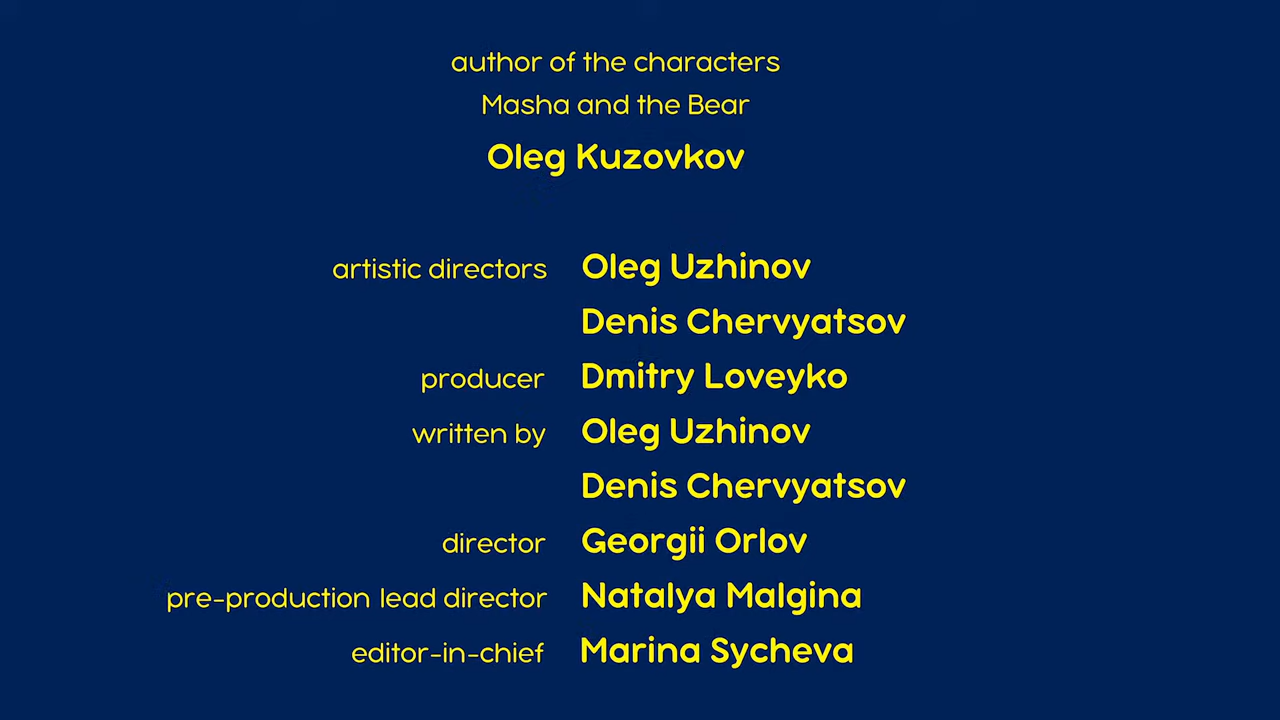 author of the characters
Masha and the Bear
Oleg Kuzovkov
artistic directors Oleg Uzhinov
Denis Chervyatsov
producer Dmitry Loveyko
written by Oleg Uzhinov
Denis Chervyatsov
director Georgii Orlov
pre-production lead director Natalya Malgina
editor-in-chief Marina Sycheva